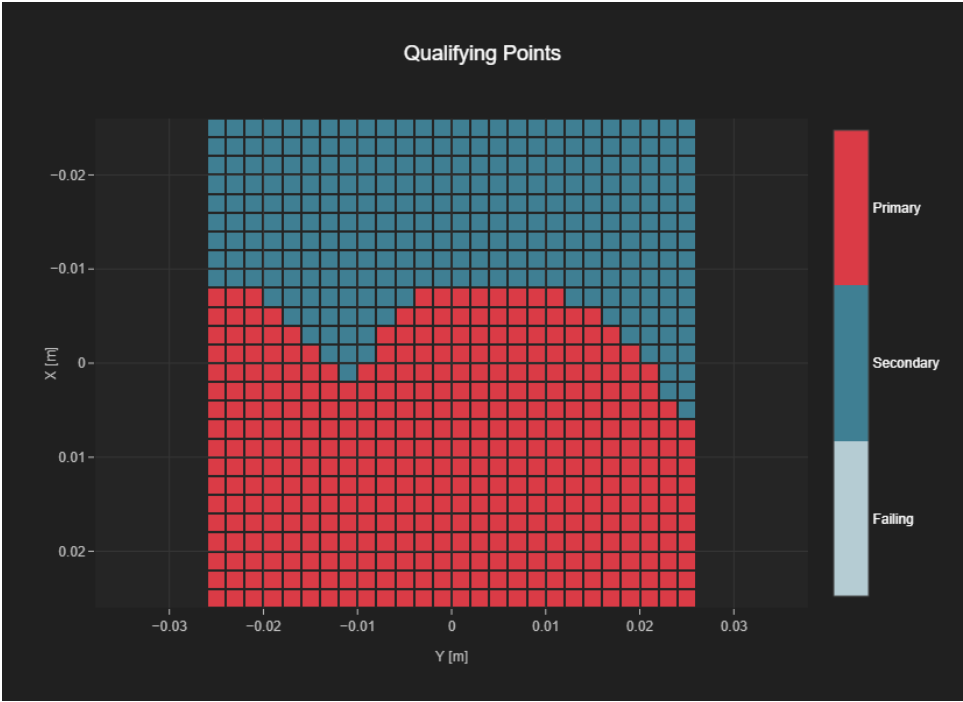 Qualifying Points
−0.02
−0.01
0
0.01
0.02
X [m]
−0.03
−0.02
−0.01
0
0.01
0.02
0.03
Y [m]
Primary
Secondary
Failing